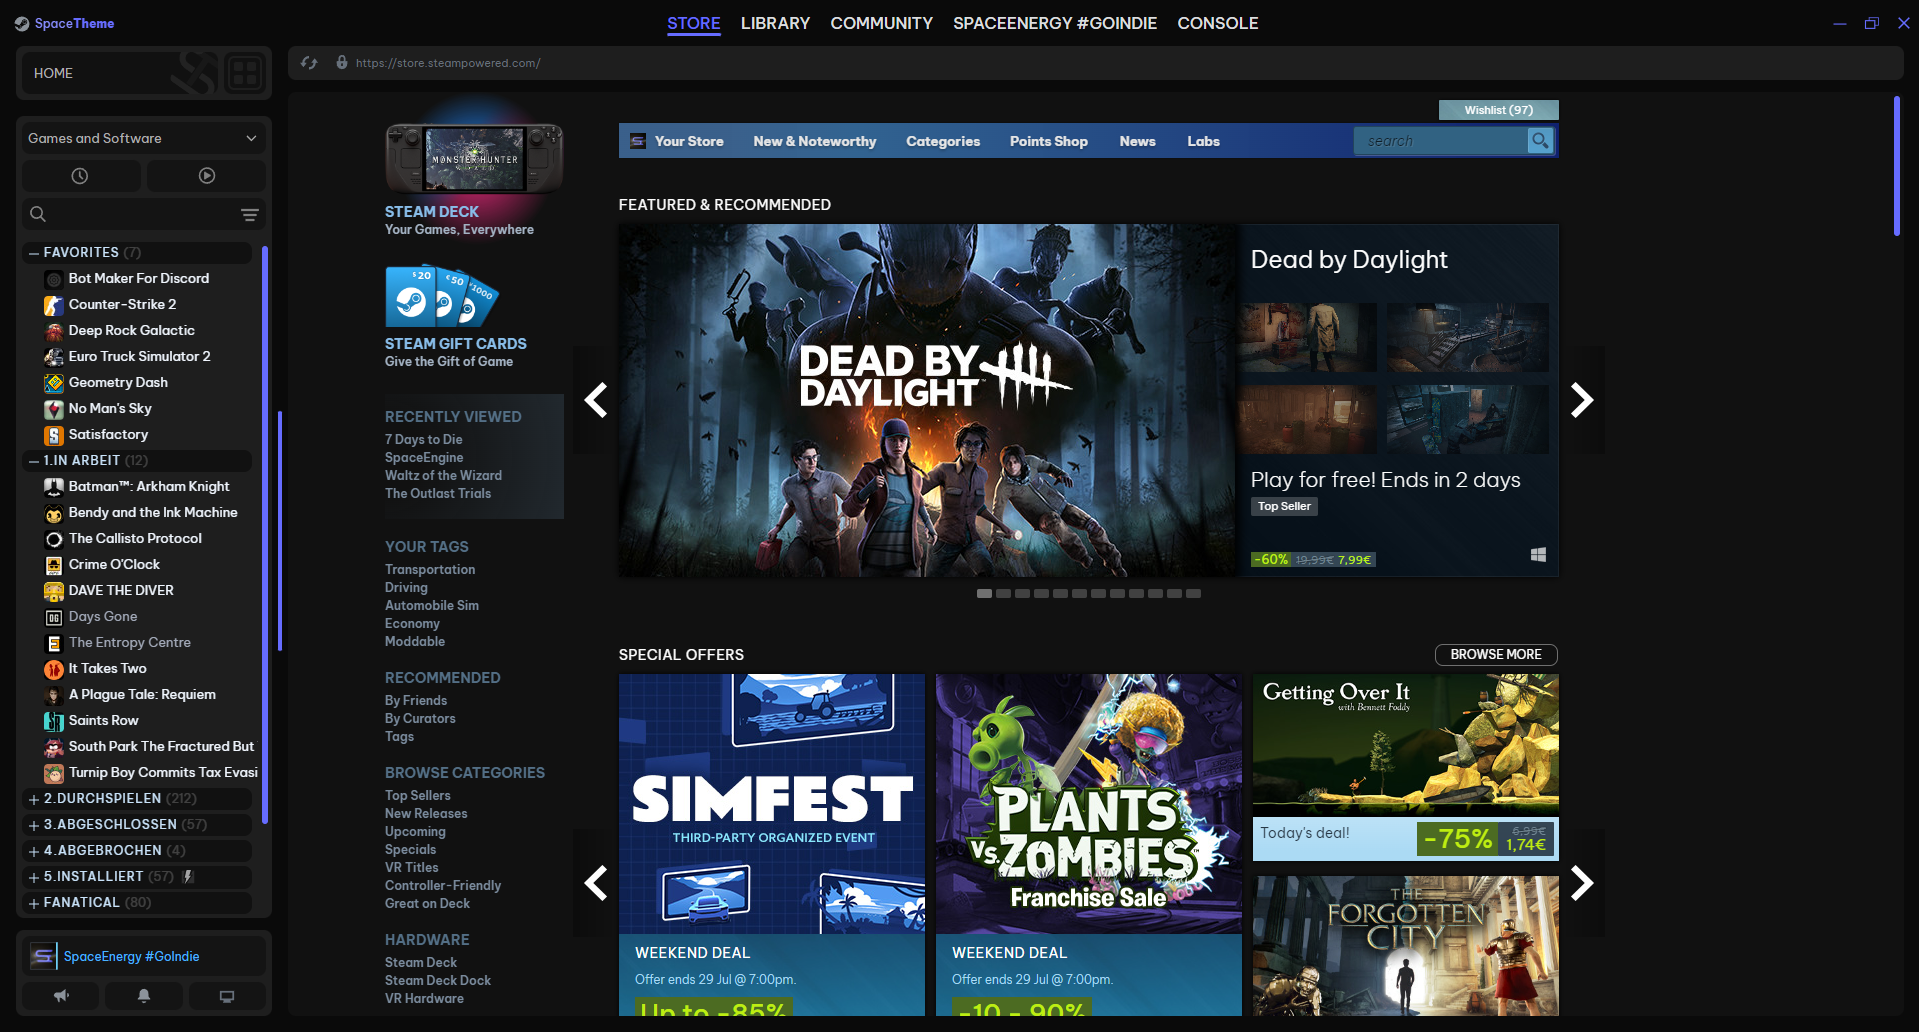 SpaceTheme
STORE
LIBRARY
COMMUNITY
SPACEENERGY #GOINDIE
CONSOLE
HOME
https://store.steampowered.com/
Games and Software
FAVORITES (7)
Bot Maker For Discord
Counter-Strike 2
Deep Rock Galactic
Euro Truck Simulator 2
Geometry Dash
No Man's Sky
Satisfactory
1.IN ARBEIT (12)
Batman™: Arkham Knight
Bendy and the Ink Machine
The Callisto Protocol
Crime O'Clock
DAVE THE DIVER
Days Gone
The Entropy Centre
It Takes Two
A Plague Tale: Requiem
Saints Row
South Park The Fractured But
Turnip Boy Commits Tax Evasi
2.DURCHSPIELEN (212)
3.ABGESCHLOSSEN (57)
4.ABGEBROCHEN (4)
5.INSTALLIERT (57)
FANATICAL (80)
SpaceEnergy #GoIndie
MONSTER HUNTER
STEAM DECK
Your Games, Everywhere
$20
€50
¥1000
STEAM GIFT CARDS
Give the Gift of Game
RECENTLY VIEWED
7 Days to Die
SpaceEngine
Waltz of the Wizard
The Outlast Trials
YOUR TAGS
Transportation
Driving
Automobile Sim
Economy
Moddable
RECOMMENDED
By Friends
By Curators
Tags
BROWSE CATEGORIES
Top Sellers
New Releases
Upcoming
Specials
VR Titles
Controller-Friendly
Great on Deck
HARDWARE
Steam Deck
Steam Deck Dock
VR Hardware
Wishlist (97)
Your Store
New & Noteworthy
Categories
Points Shop
News
Labs
search
FEATURED & RECOMMENDED
DEAD BY
DAYLIGHT™
Dead by Daylight
Play for free! Ends in 2 days
Top Seller
-60% 19,99€ 7,99€
SPECIAL OFFERS
BROWSE MORE
SIMFEST
THIRD-PARTY ORGANIZED EVENT
WEEKEND DEAL
Offer ends 29 Jul @ 7:00pm.
Up to -85%
PLANTS
VS. ZOMBIES
Franchise Sale
WEEKEND DEAL
Offer ends 29 Jul @ 7:00pm.
-10 - 90%
Getting Over It
with Bennett Foddy
Today's deal!
-75%
6,99€
1,74€
THE
FORGOTTEN
CITY